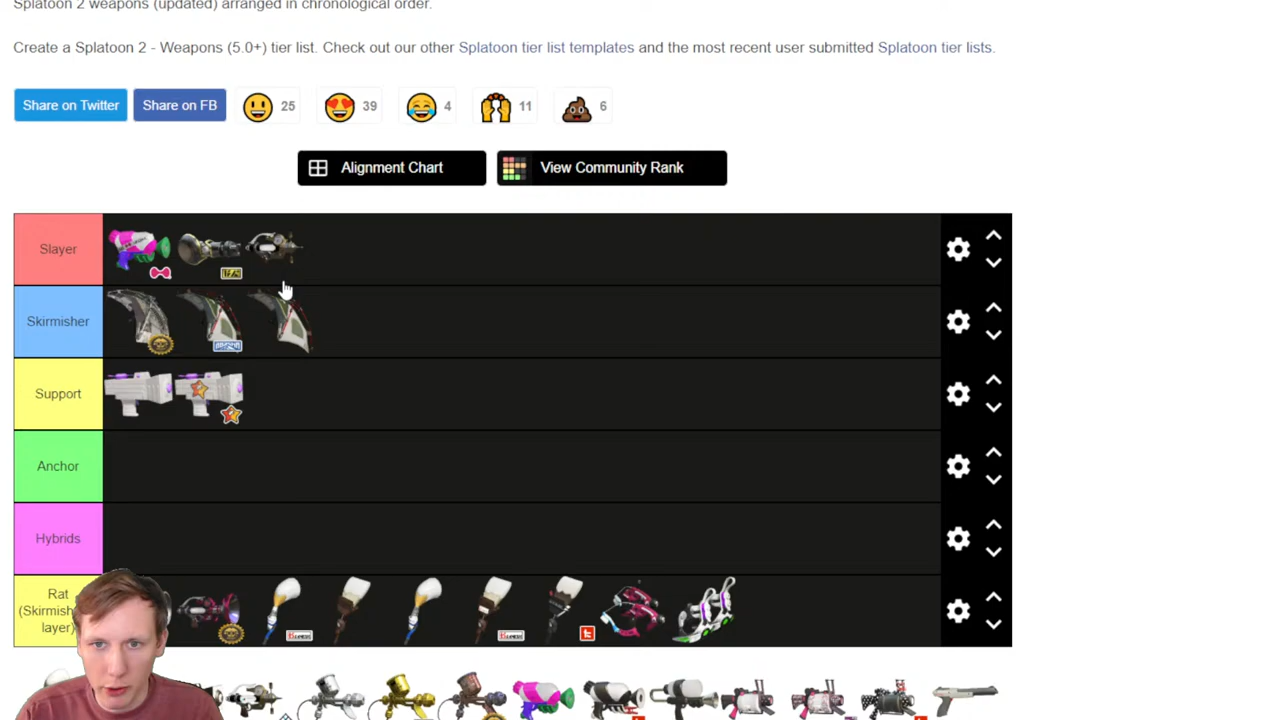 Splatoon 2 weapons (updated) arranged in chronological order.
Create a Splatoon 2 - Weapons (5.0+) tier list. Check out our other Splatoon tier list templates and the most recent user submitted Splatoon tier lists.
Share on Twitter
Share on FB
25
39
4
11
6
Alignment Chart
View Community Rank
Slayer
Skirmisher
Support
Anchor
Hybrids
Rat
(Skirmish
layer)